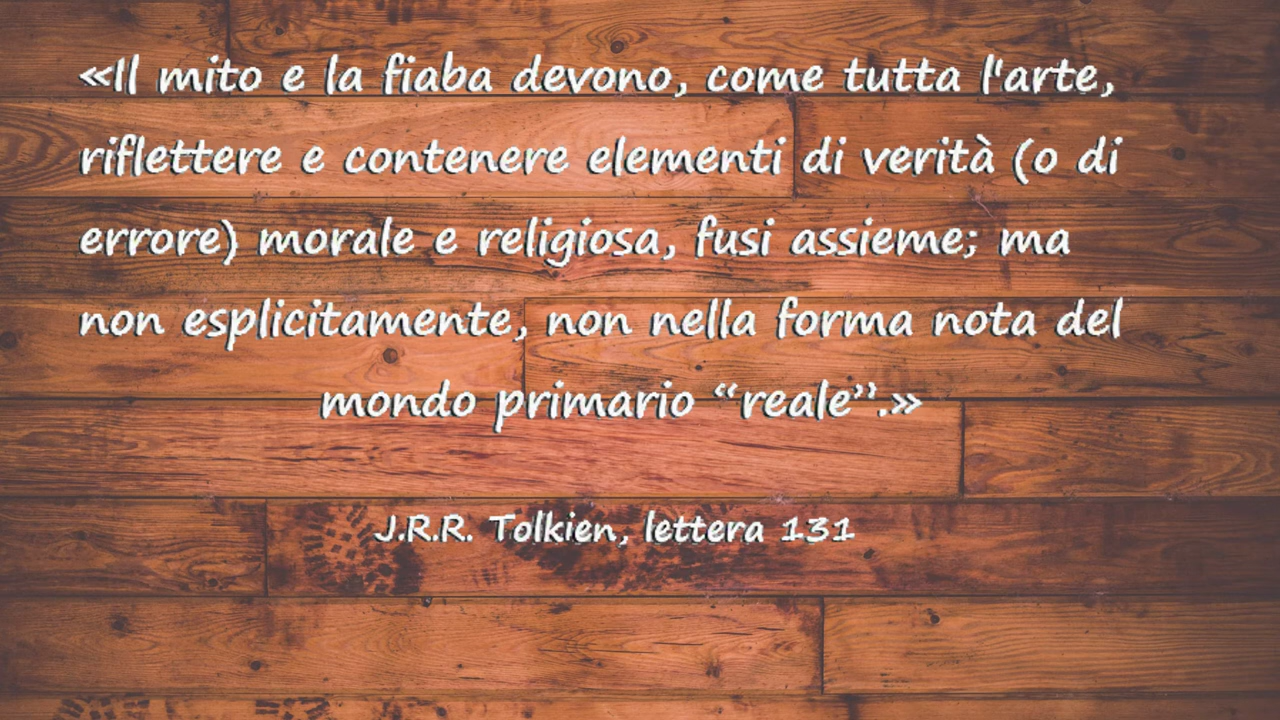 «Il mito e la fiaba devono, come tutta l'arte,
riflettere e contenere elementi di verità (o di
errore) morale e religiosa, fusi assieme; ma
non esplicitamente, non nella forma nota del
mondo primario “reale”.»
J.R.R. Tolkien, lettera 131